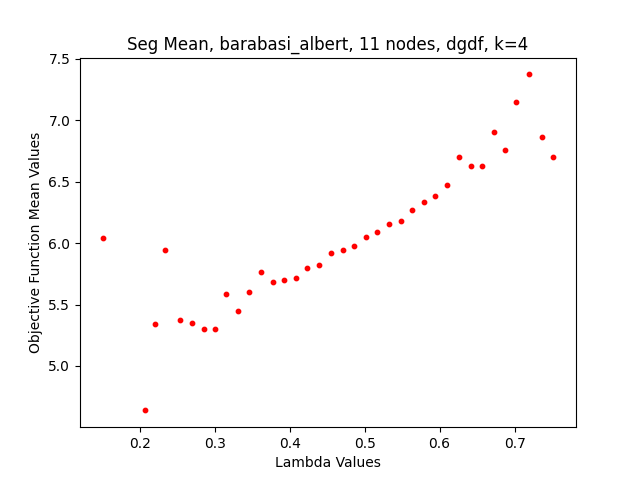 Seg Mean, barabasi_albert, 11 nodes, dgdf, k=4
Objective Function Mean Values
7.5
7.0
6.5
6.0
5.5
5.0
0.2 0.3 0.4 0.5 0.6 0.7
Lambda Values